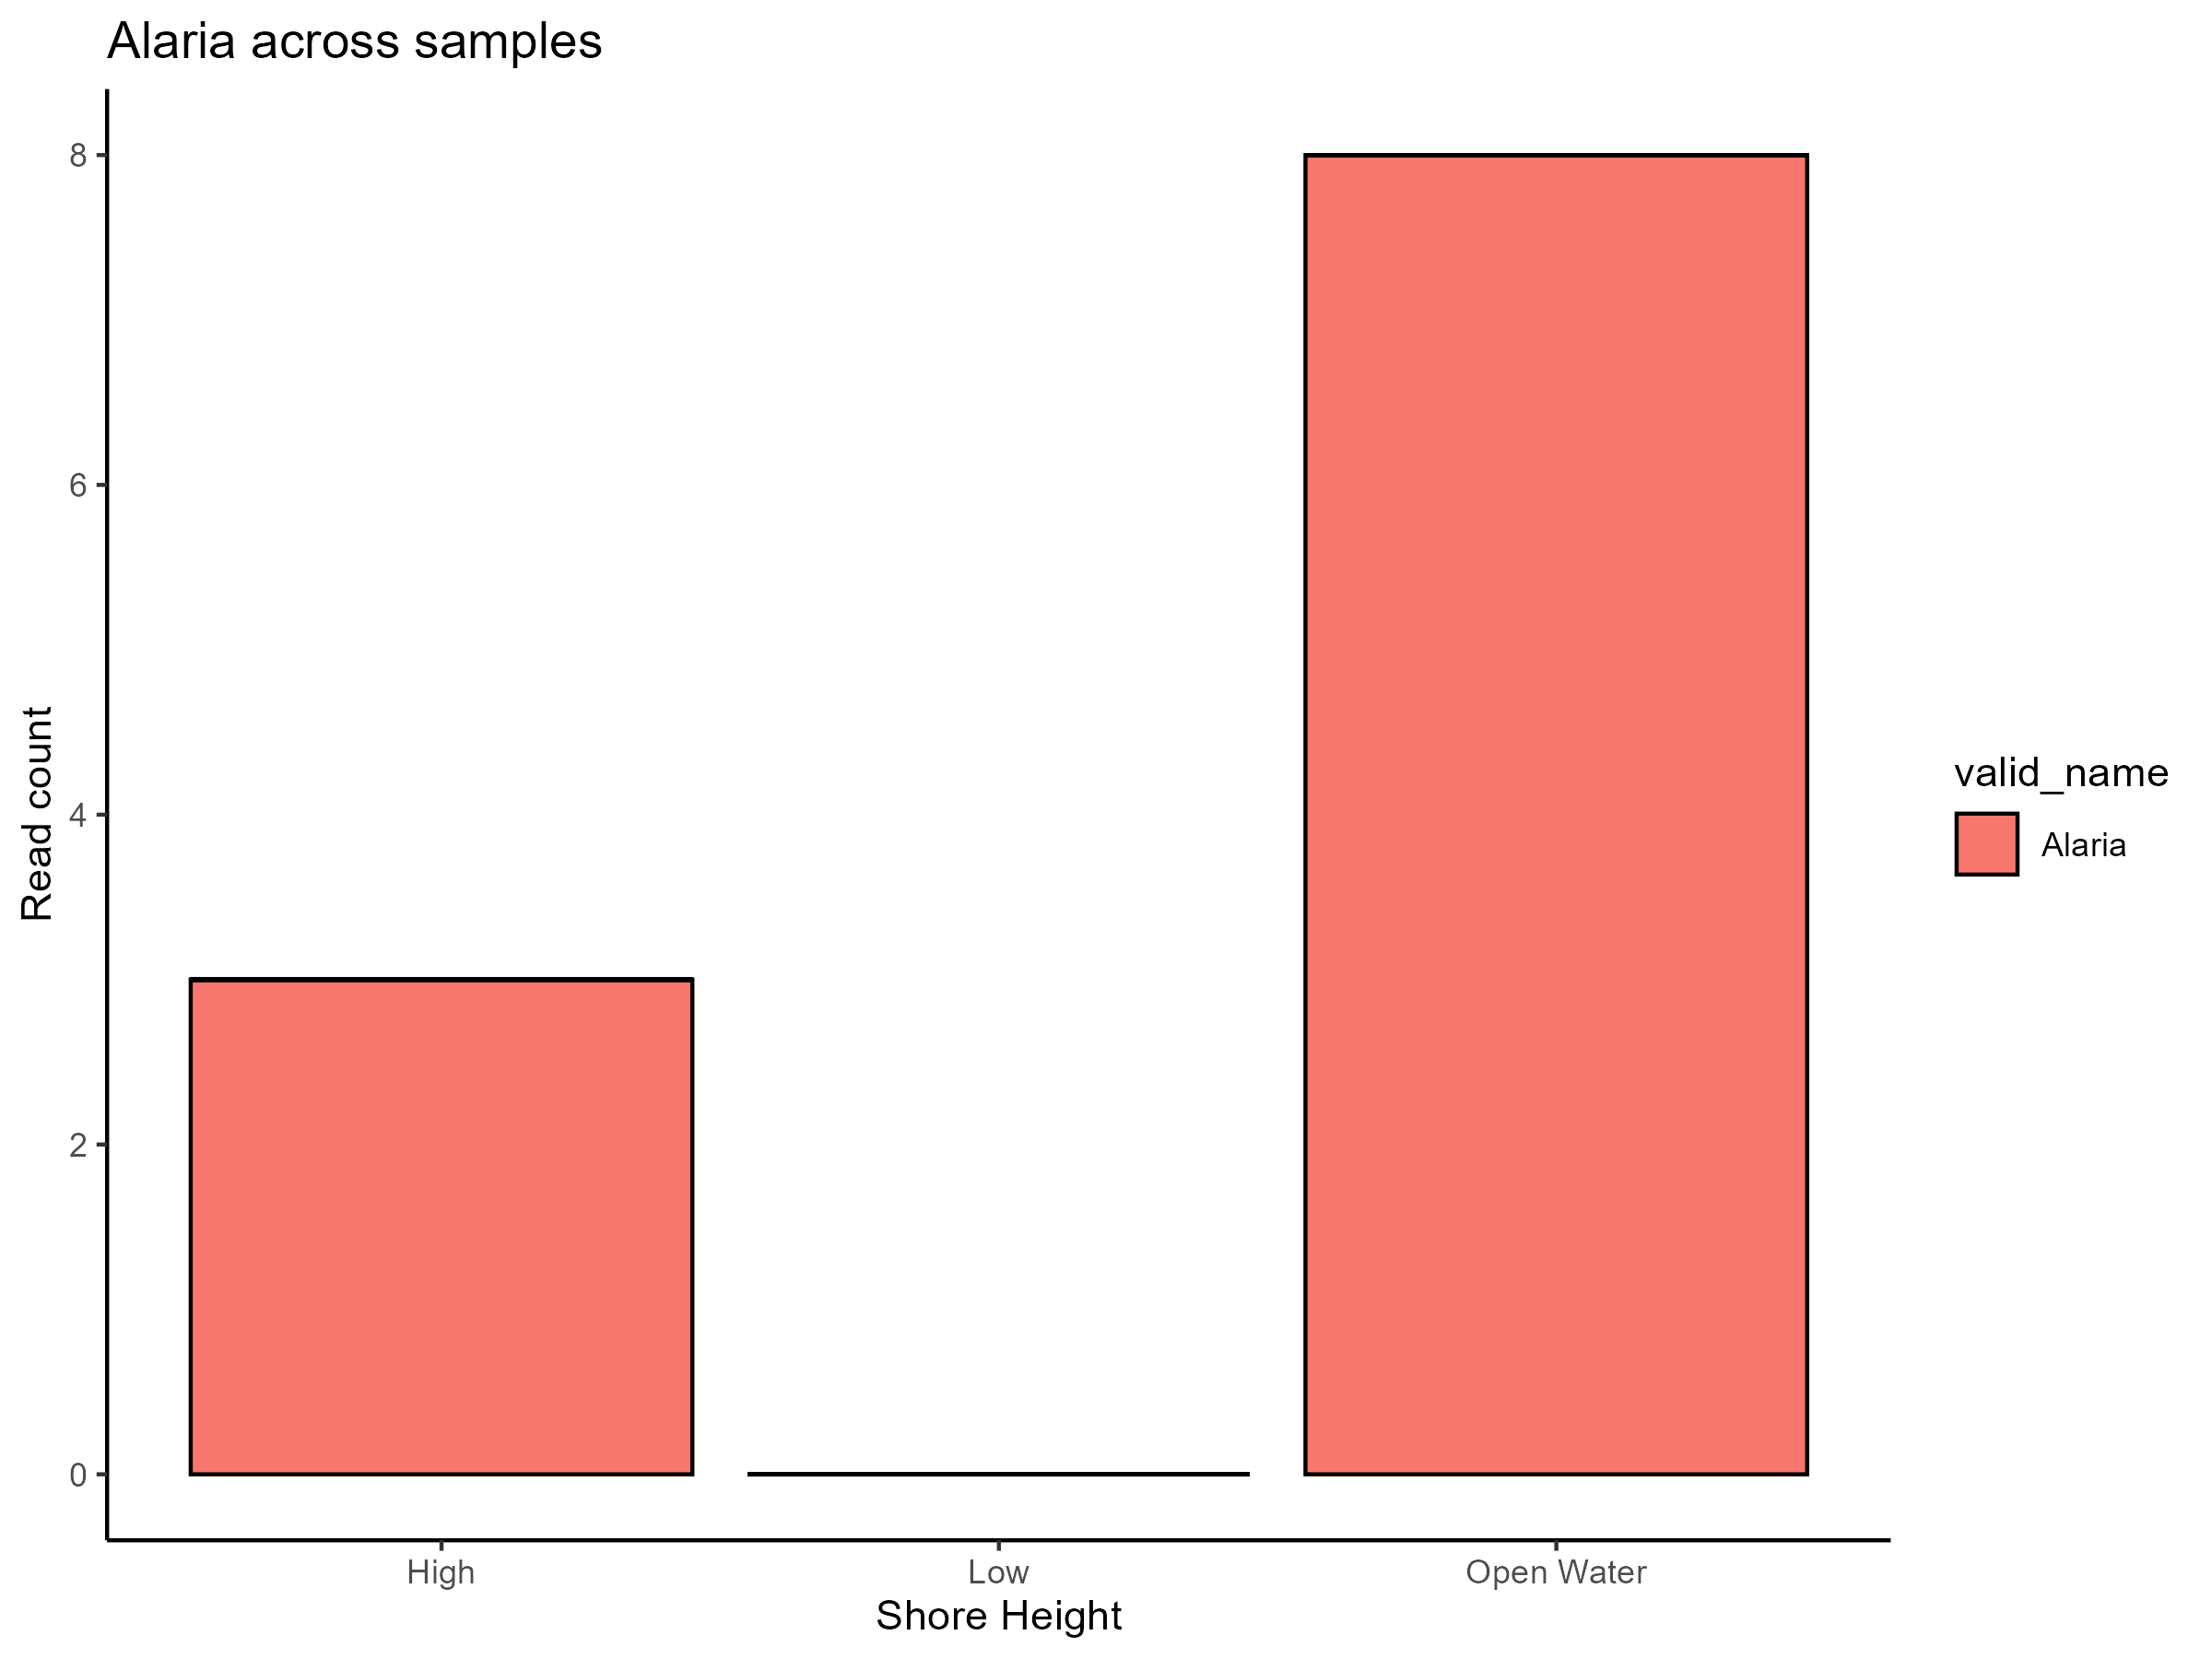 Alaria across samples
Read count
8
6
4
2
0
High
Low
Open Water
Shore Height
valid_name
Alaria